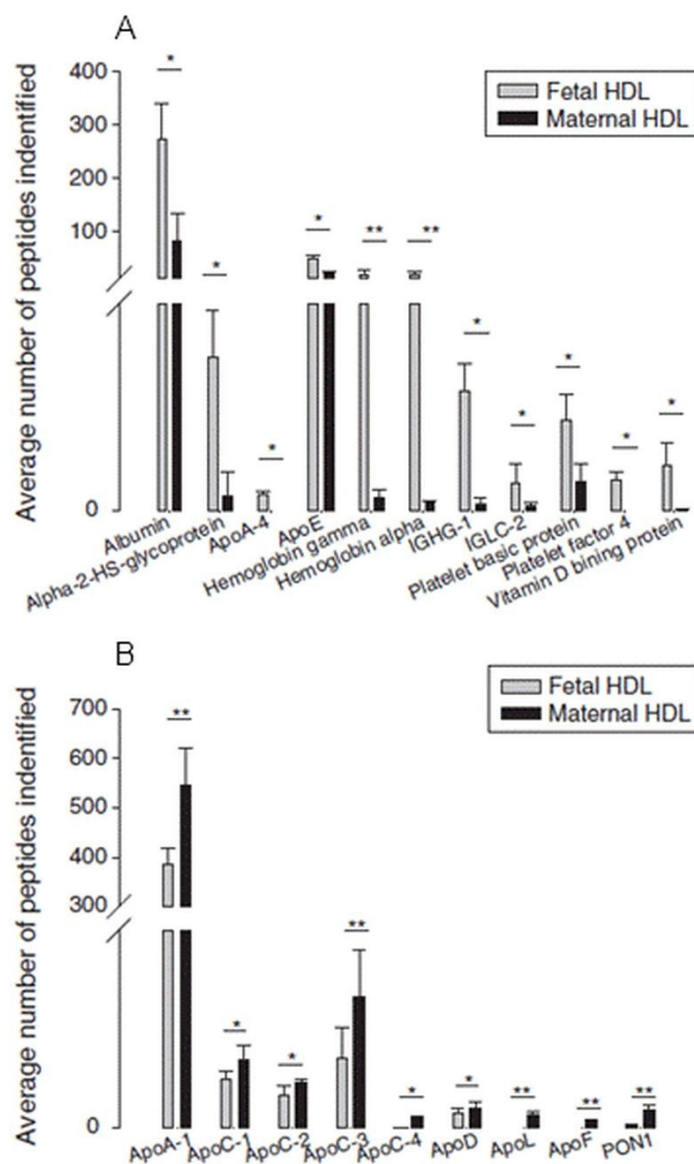 A
Average number of peptides indentified
400
300
200
100
0
Fetal HDL
Maternal HDL
*
*
*
*
**
**
*
*
*
*
*
Albumin
Alpha-2-HS-glycoprotein
ApoA-4
ApoE
Hemoglobin gamma
Hemoglobin alpha
IGHG-1
IGLC-2
Platelet basic protein
Platelet factor 4
Vitamin D bining protein
B
Average number of peptides indentified
700
600
500
400
300
0
Fetal HDL
Maternal HDL
**
*
*
**
*
*
**
**
**
ApoA-1
ApoC-1
ApoC-2
ApoC-3
ApoC-4
ApoD
ApoL
ApoF
PON1